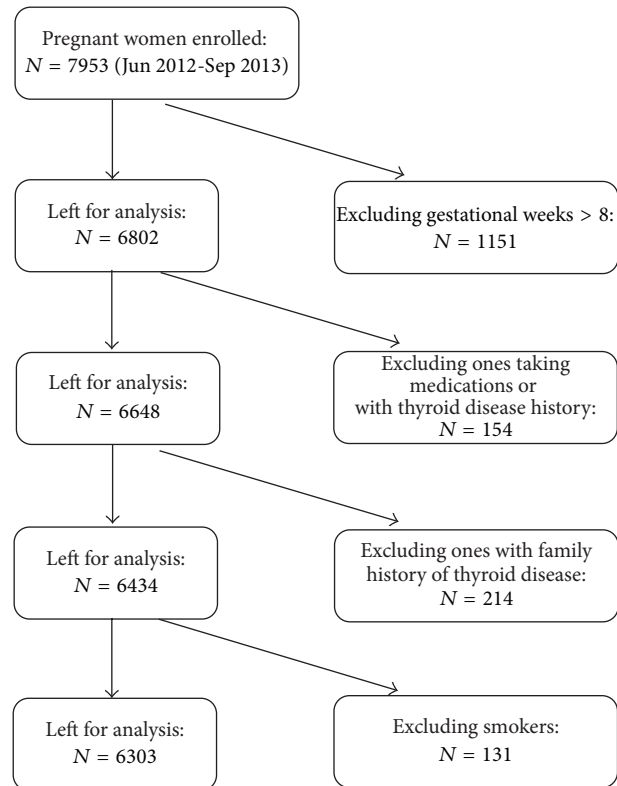 Pregnant women enrolled:
N = 7953 (Jun 2012-Sep 2013)
Left for analysis:
N = 6802
Excluding gestational weeks > 8:
N = 1151
Left for analysis:
N = 6648
Excluding ones taking
medications or
with thyroid disease history:
N = 154
Left for analysis:
N = 6434
Excluding ones with family
history of thyroid disease:
N = 214
Left for analysis:
N = 6303
Excluding smokers:
N = 131